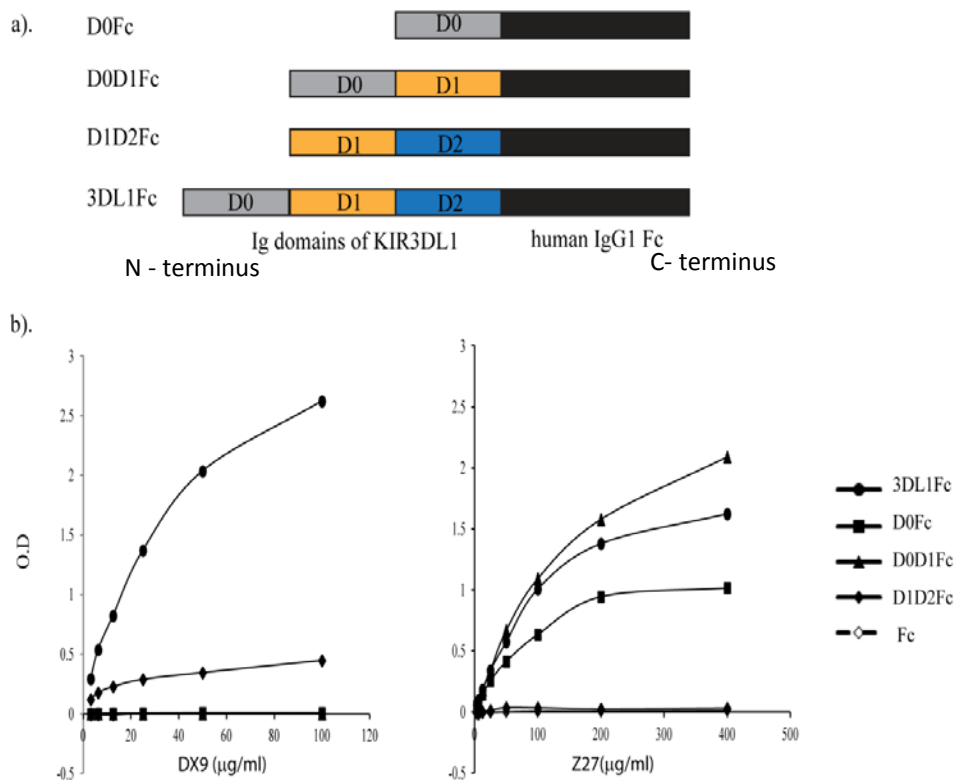 a).
D0Fc
D0
D0D1Fc
D0 D1
D1D2Fc
D1 D2
3DL1Fc
D0 D1 D2
Ig domains of KIR3DL1 human IgG1 Fc
N - terminus C- terminus
b).
O.D
3
2.5
2
1.5
1
0.5
0
-0.5
0 20 40 60 80 100 120
DX9 (µg/ml)
3
2.5
2
1.5
1
0.5
0
-0.5
0 100 200 300 400 500
Z27(µg/ml)
3DL1Fc
D0Fc
D0D1Fc
D1D2Fc
Fc